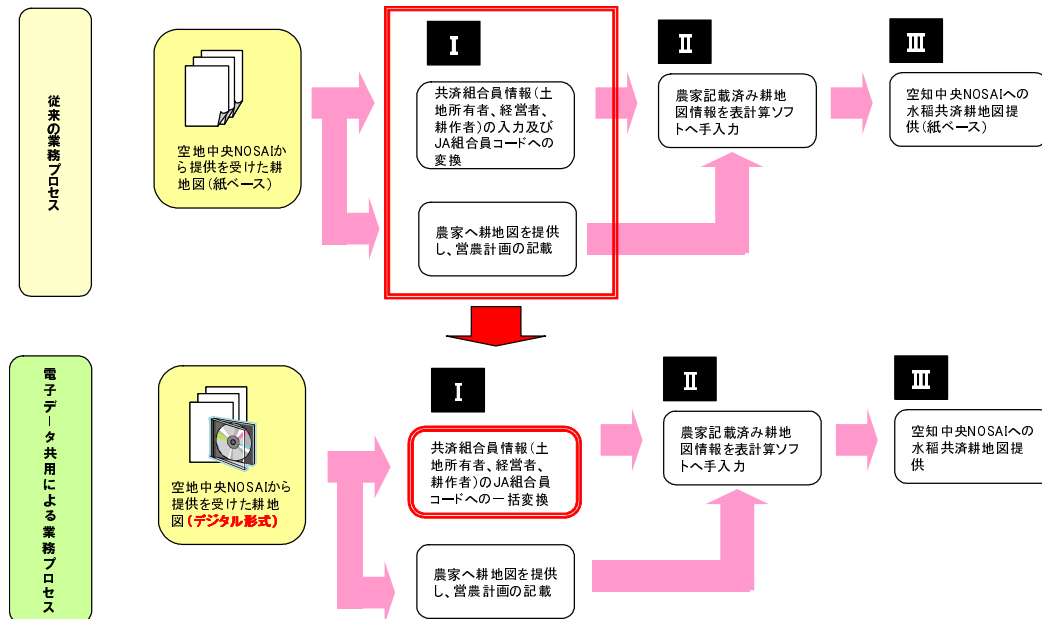 従来の業務プロセス
空地中央NOSAIか
ら提供を受けた耕
地図(紙ベース)
Ⅰ
共済組合員情報(土
地所有者、経営者、
耕作者)の入力及び
JA組合員コードへの
変換
農家へ耕地図を提供
し、営農計画の記載
Ⅱ
農家記載済み耕地
図情報を表計算ソフ
トへ手入力
Ⅲ
空知中央NOSAIへの
水稲共済耕地図提
供(紙ベース)
電子データ共用による業務プロセス
空地中央NOSAIから
提供を受けた耕地
図(デジタル形式)
Ⅰ
共済組合員情報(土
地所有者、経営者、
耕作者)のJA組合員
コードへの一括変換
農家へ耕地図を提供
し、営農計画の記載
Ⅱ
農家記載済み耕地
図情報を表計算ソフ
トへ手入力
Ⅲ
空知中央NOSAIへの
水稲共済耕地図提
供